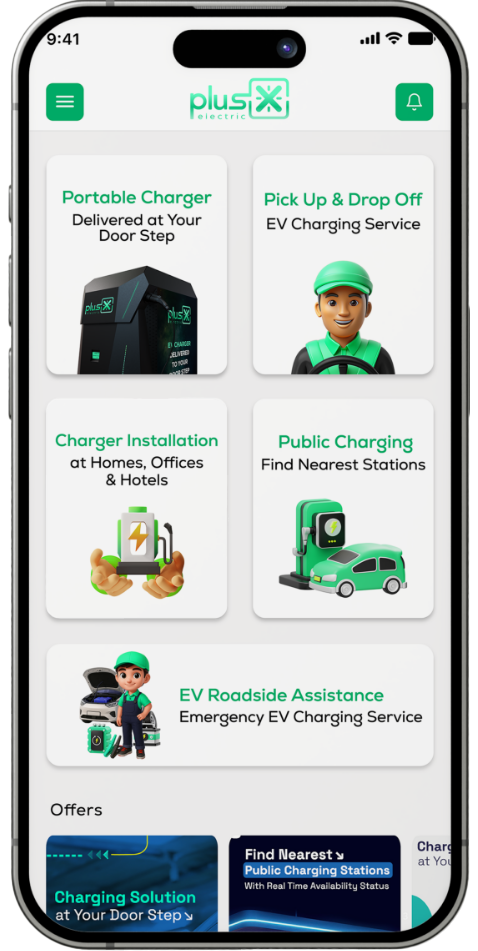 9:41
plusX
electric
Portable Charger
Delivered at Your
Door Step
plusX
plusX
EV CHARGER
DELIVERED
TO YOUR
DOOR STEP
Pick Up & Drop Off
EV Charging Service
Charger Installation
at Homes, Offices
& Hotels
Public Charging
Find Nearest Stations
EV Roadside Assistance
Emergency EV Charging Service
Offers
Charging Solution
at Your Door Step
Find Nearest
Public Charging Stations
With Real Time Availability Status
Charg
at You